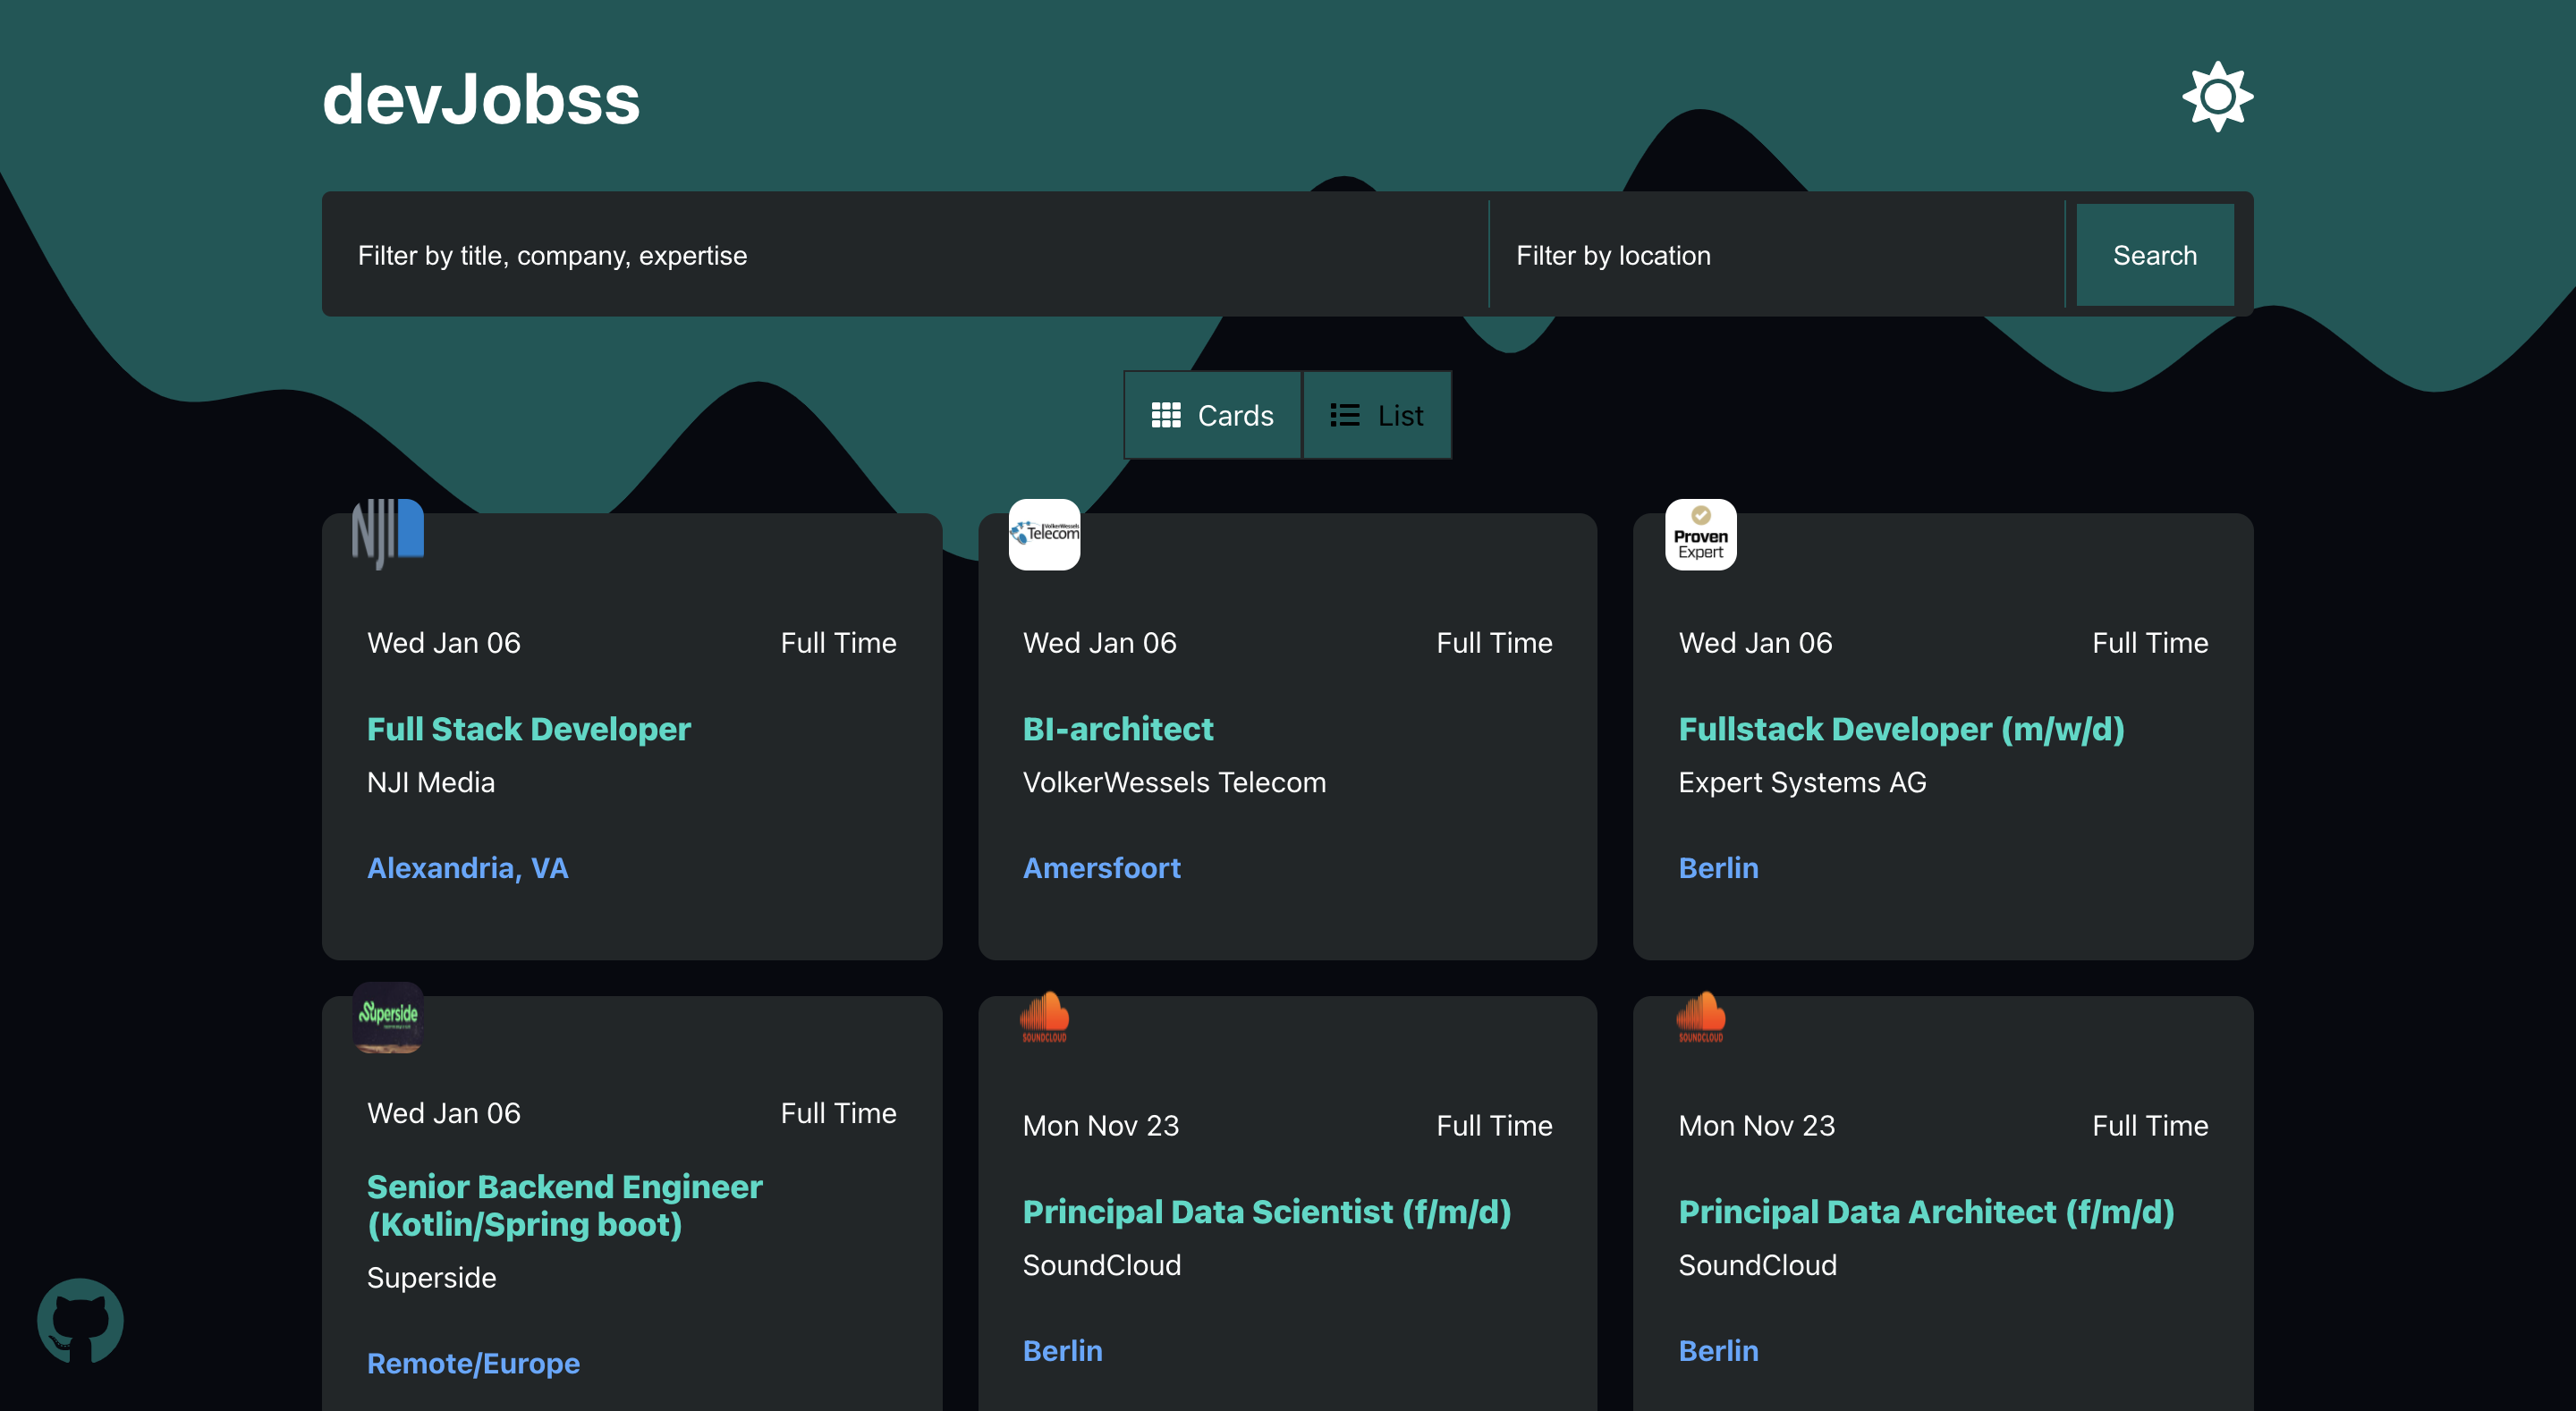 devJobss
Filter by title, company, expertise
Filter by location
Search
Cards
List
NJI
VolkerWessels
Telecom
Proven
Expert
Wed Jan 06
Full Time
Full Stack Developer
NJI Media
Alexandria, VA
Wed Jan 06
Full Time
BI-architect
VolkerWessels Telecom
Amersfoort
Wed Jan 06
Full Time
Fullstack Developer (m/w/d)
Expert Systems AG
Berlin
Superside
SOUNDCLOUD
SOUNDCLOUD
Wed Jan 06
Full Time
Senior Backend Engineer
(Kotlin/Spring boot)
Superside
Remote/Europe
Mon Nov 23
Full Time
Principal Data Scientist (f/m/d)
SoundCloud
Berlin
Mon Nov 23
Full Time
Principal Data Architect (f/m/d)
SoundCloud
Berlin